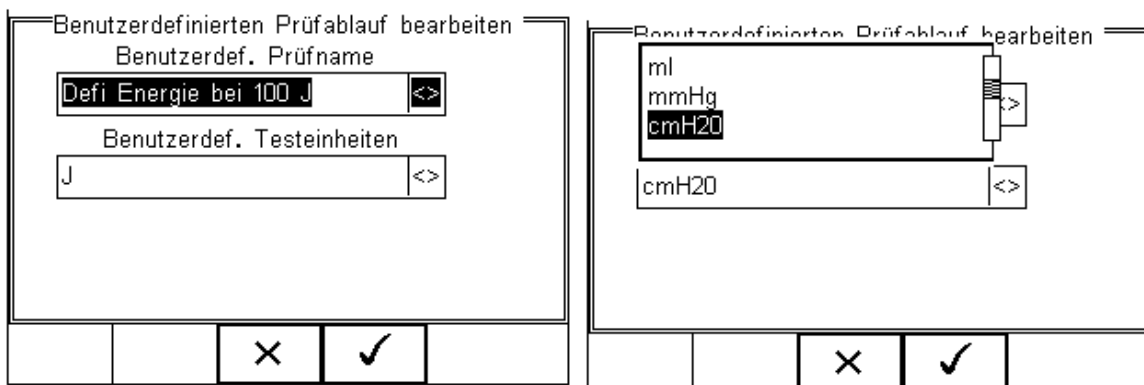 Benutzerdefinierten Prüfablauf bearbeiten
Benutzerdef. Prüfname
Defi Energie bei 100 J
<>
Benutzerdef. Testeinheiten
J
<>
Benutzerdefinierten Prüfablauf bearbeiten
ml
mmHg
cmH20
<>
cmH20
<>